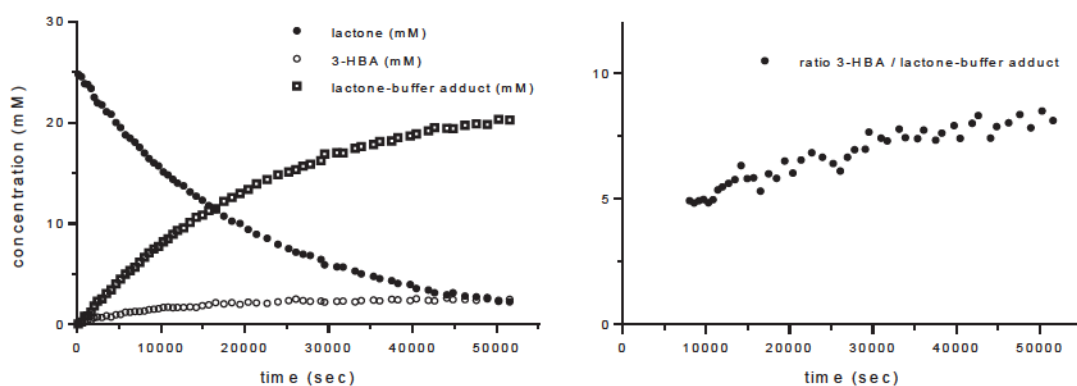 30
20
10
0
concentration (mM)
lactone (mM)
3-HBA (mM)
lactone-buffer adduct (mM)
0 10000 20000 30000 40000 50000
time (sec)
10
5
0
ratio 3-HBA / lactone-buffer adduct
0 10000 20000 30000 40000 50000
time (sec)